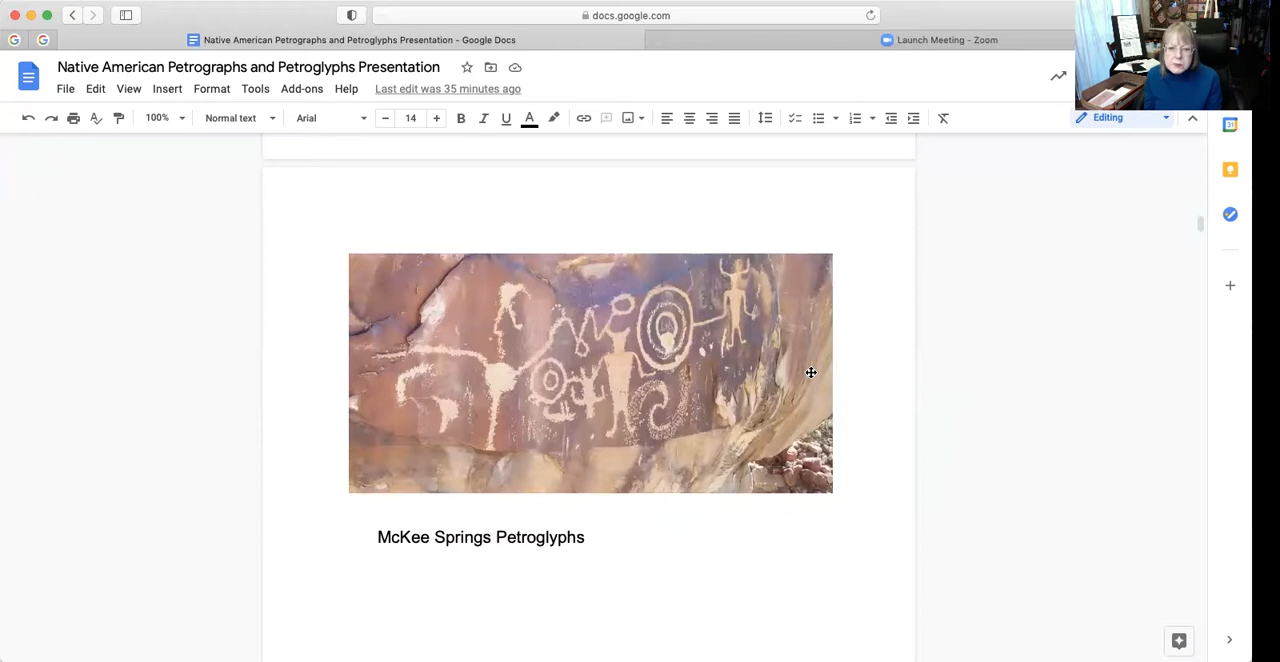 docs.google.com
Native American Petrographs and Petroglyphs Presentation - Google Docs
Launch Meeting - Zoom
Native American Petrographs and Petroglyphs Presentation
File Edit View Insert Format Tools Add-ons Help Last edit was 35 minutes ago
100% Normal text Arial - 14 + B I U A Editing
31
McKee Springs Petroglyphs